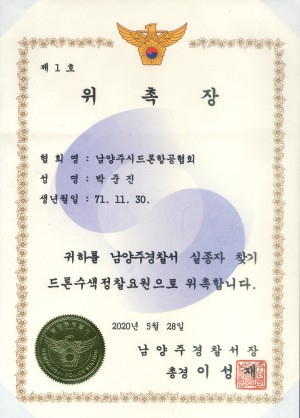 제 1 호
위 촉 장
협 회 명 : 남양주시드론항공협회
성 명 : 박 준 진
생년월일 : 71. 11. 30.
귀하를 남양주경찰서 실종자 찾기
드론수색정찰요원으로 위촉합니다.
2020년 5월 28일
남 양 주 경 찰 서 장
총경 이 성 재